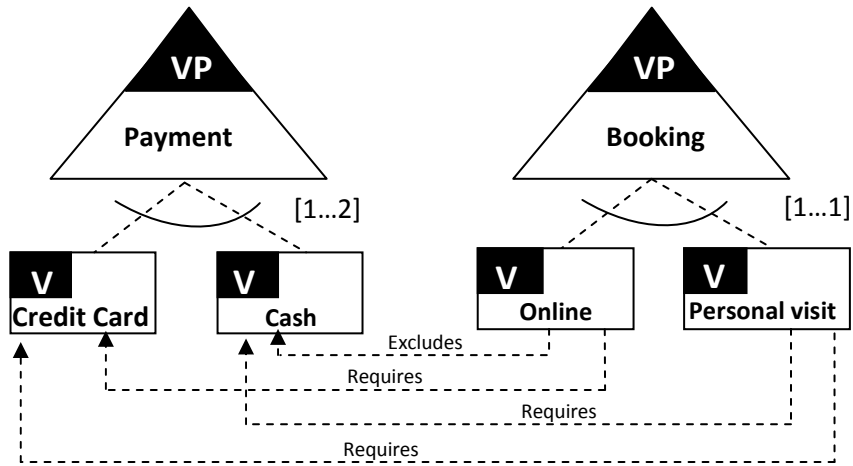 VP
VP
Payment
Booking
[1...2]
[1...1]
V
V
V
V
Credit Card
Cash
Online
Personal visit
Excludes
Requires
Requires
Requires